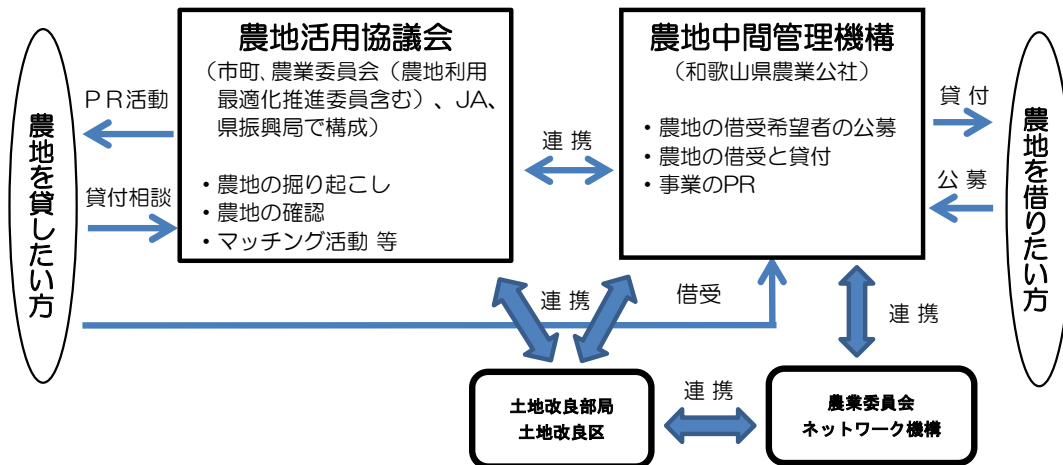 農地を貸したい方
ＰＲ活動
貸付相談
農地活用協議会
（市町、農業委員会（農地利用
最適化推進委員含む）、JA、
県振興局で構成）
・農地の掘り起こし
・農地の確認
・マッチング活動 等
連 携
農地中間管理機構
（和歌山県農業公社）
・農地の借受希望者の公募
・農地の借受と貸付
・事業のPR
貸 付
公 募
農地を借りたい方
連 携
借受
連 携
土地改良部局
土地改良区
連 携
農業委員会
ネットワーク機構